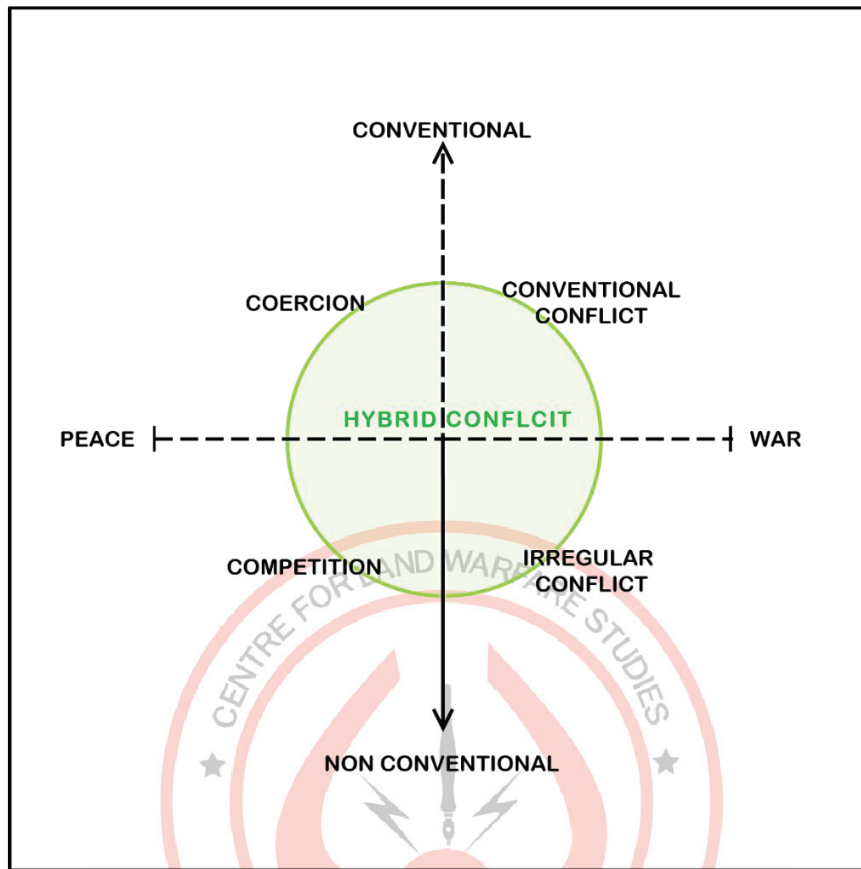 CONVENTIONAL
COERCION
CONVENTIONAL
CONFLICT
HYBRID CONFLCIT
PEACE
WAR
COMPETITION
IRREGULAR
CONFLICT
CENTRE FOR LAND WARFARE STUDIES
NON CONVENTIONAL